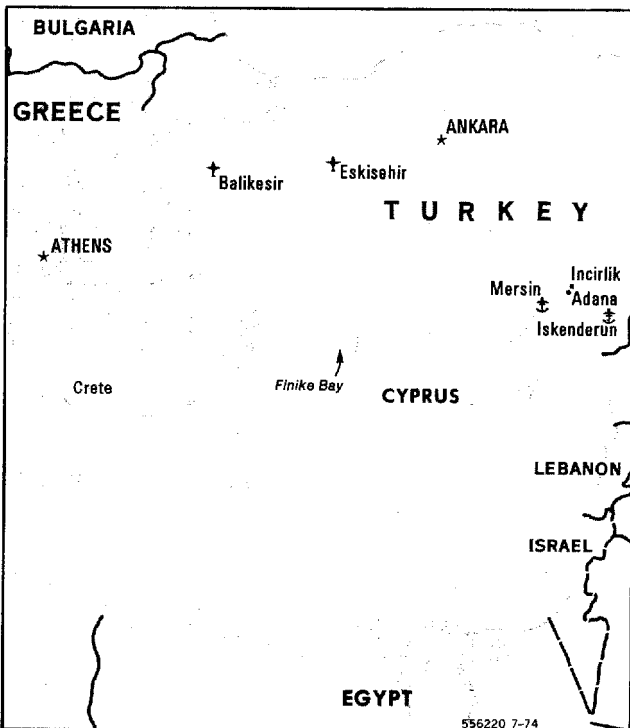 BULGARIA
GREECE
ANKARA
Balikesir
Eskisehir
TURKEY
ATHENS
Incirlik
Mersin
Adana
Iskenderun
Finike Bay
Crete
CYPRUS
LEBANON
ISRAEL
EGYPT
556220 7-74